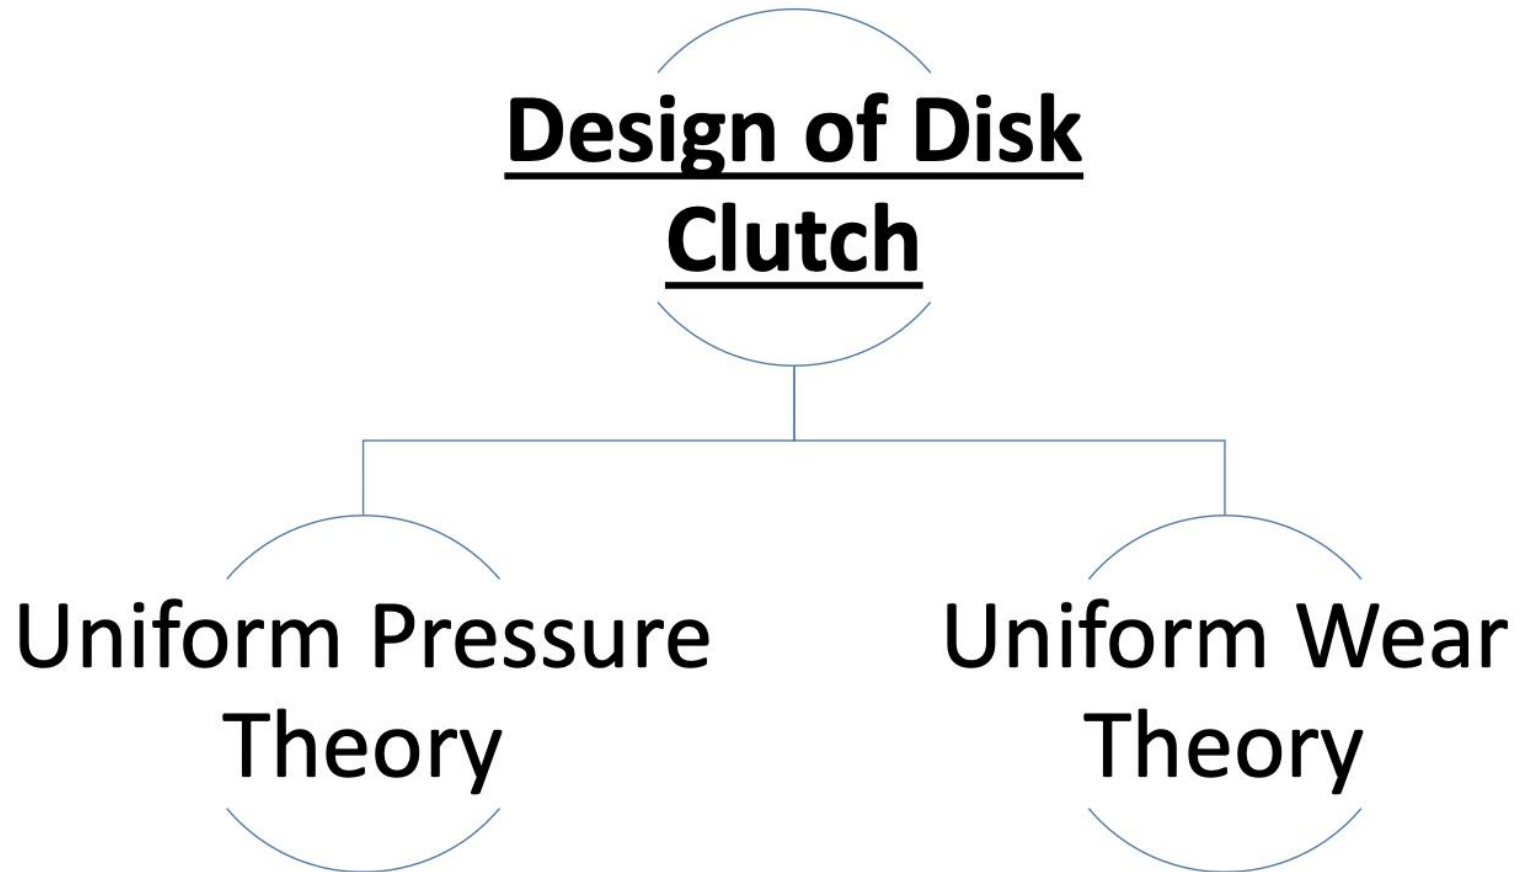 Design of Disk
Clutch
Uniform Pressure
Theory
Uniform Wear
Theory